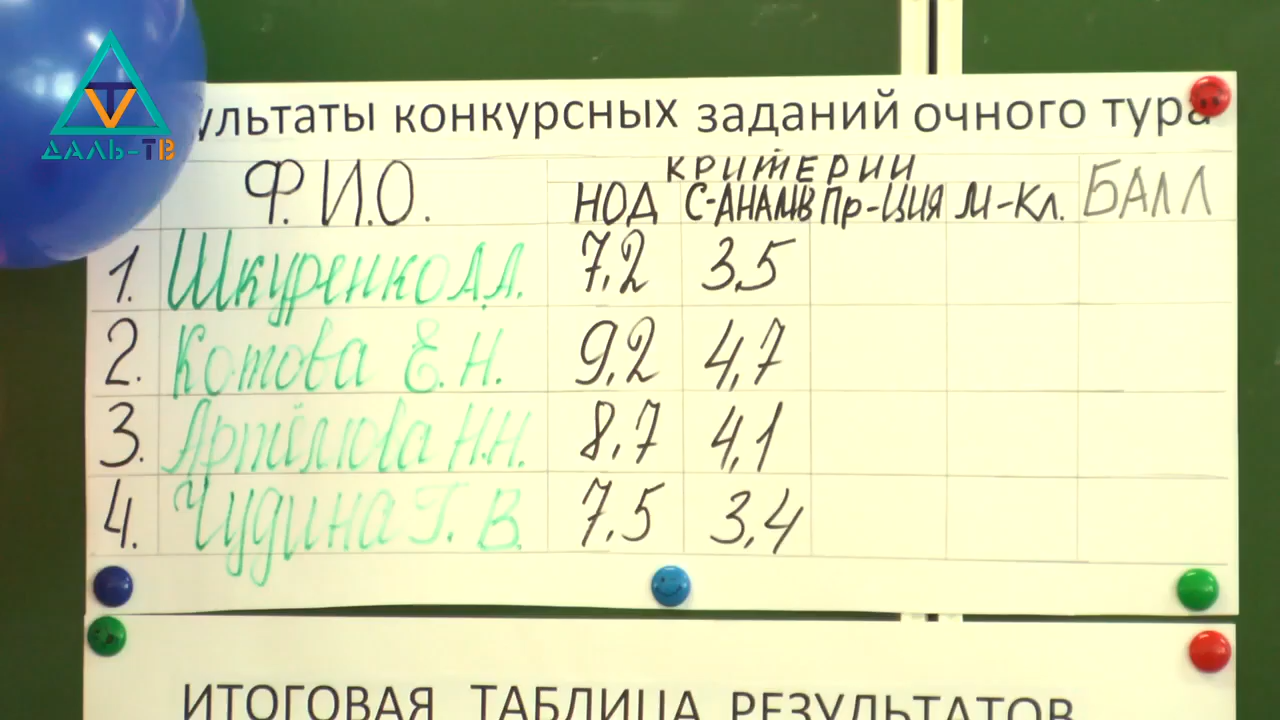 ДАЛЬ-ТВ
ультаты конкурсных заданий очного тура
Ф.И.О. КРИТЕРИИ БАЛЛ
НОД С-АНАЛИЗ Пр-ЦИЯ М-Кл.
1. Шкуренко А.А. 7,2 3,5
2. Котова Е.Н. 9,2 4,7
3. Артёмова Н.Н. 8,7 4,1
4. Чудина Г.В. 7,5 3,4
ИТОГОВАЯ ТАБЛИЦА РЕЗУЛЬТАТОВ